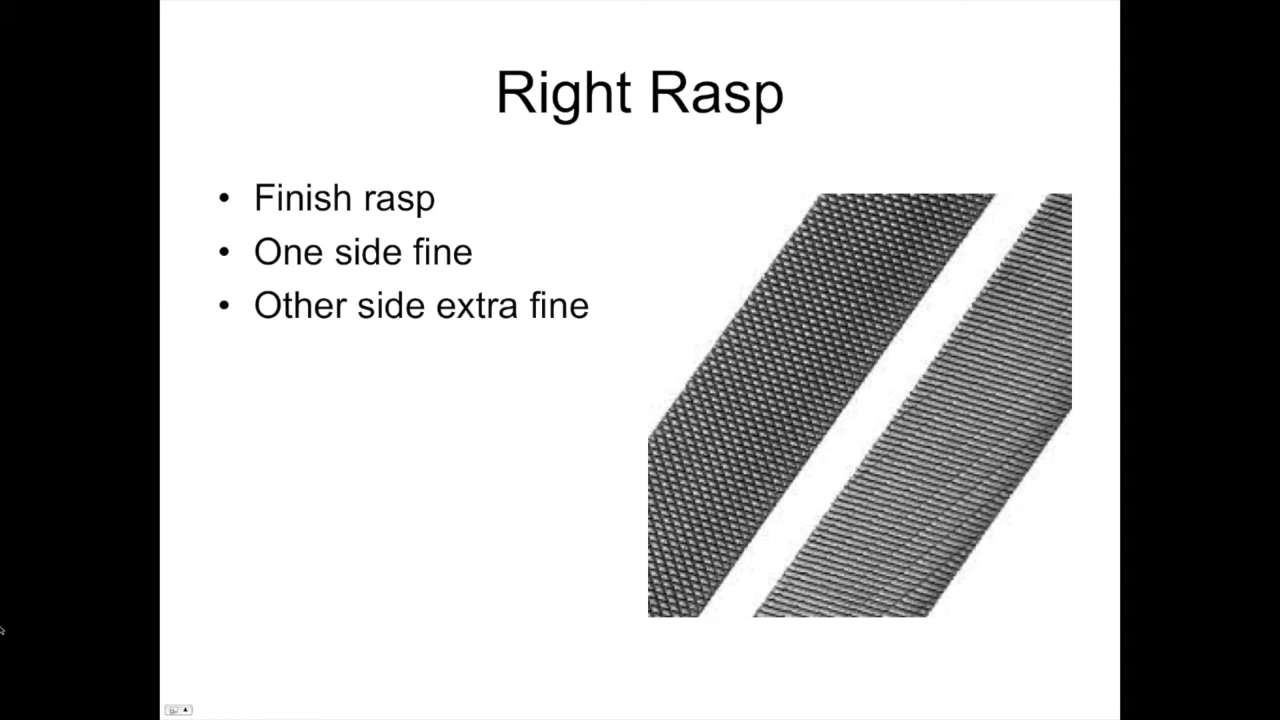 Right Rasp
• Finish rasp
• One side fine
• Other side extra fine